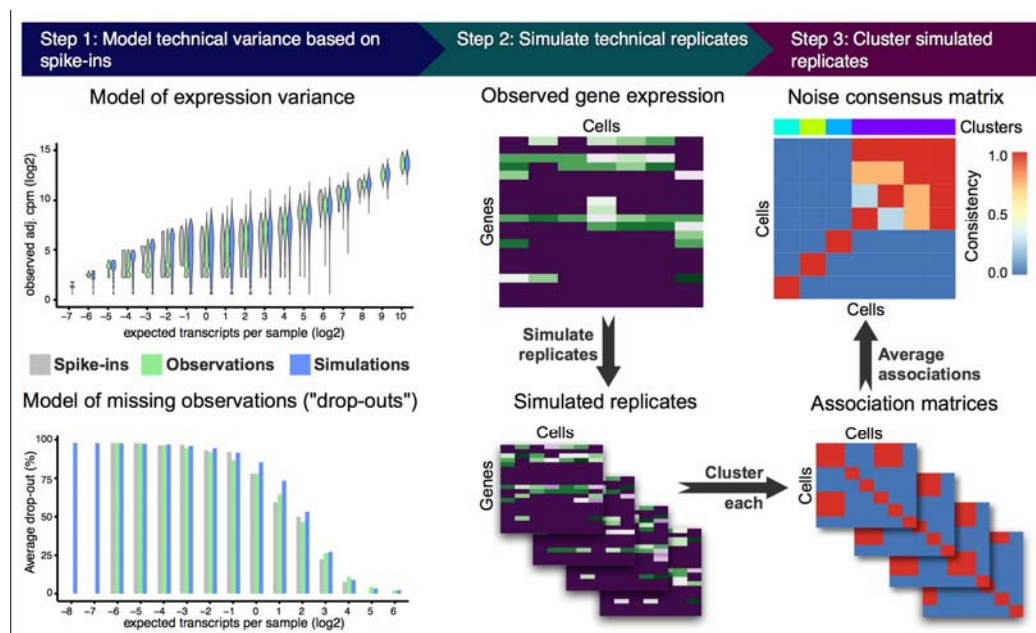 Step 1: Model technical variance based on
spike-ins
Step 2: Simulate technical replicates
Step 3: Cluster simulated
replicates
Model of expression variance
observed adj. cpm (log2)
15
10
5
0
-7 -6 -5 -4 -3 -2 -1 0 1 2 3 4 5 6 7 8 9 10
expected transcripts per sample (log2)
Spike-ins Observations Simulations
Model of missing observations ("drop-outs")
Average drop-out (%)
100
75
50
25
0
-8 -7 -6 -5 -4 -3 -2 -1 0 1 2 3 4 5 6
expected transcripts per sample (log2)
Observed gene expression
Cells
Genes
Simulate
replicates
Simulated replicates
Cells
Genes
Cluster
each
Noise consensus matrix
Clusters
1.0
0.5
0.0
Consistency
Cells
Cells
Average
associations
Association matrices
Cells
Cells